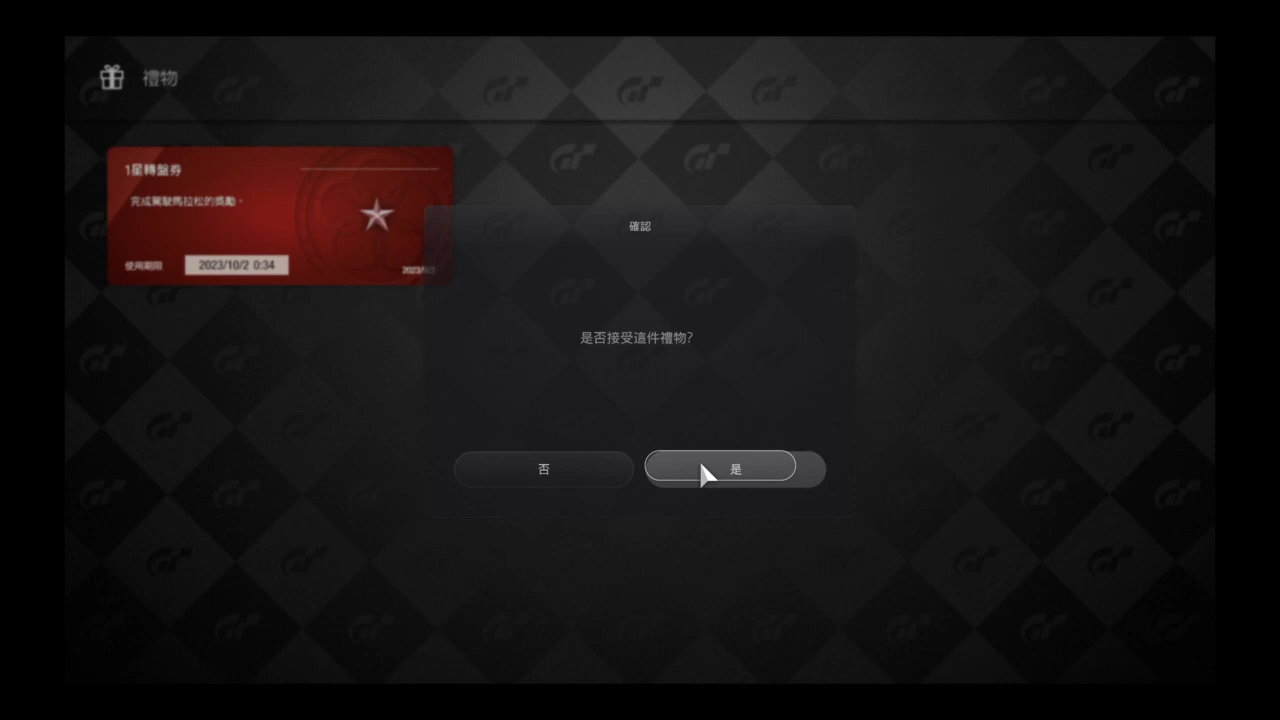 禮物
1星轉盤券
完成駕駛馬拉松的獎勵。
使用期限
2023/10/2 0:34
確認
是否接受這件禮物?
否
是